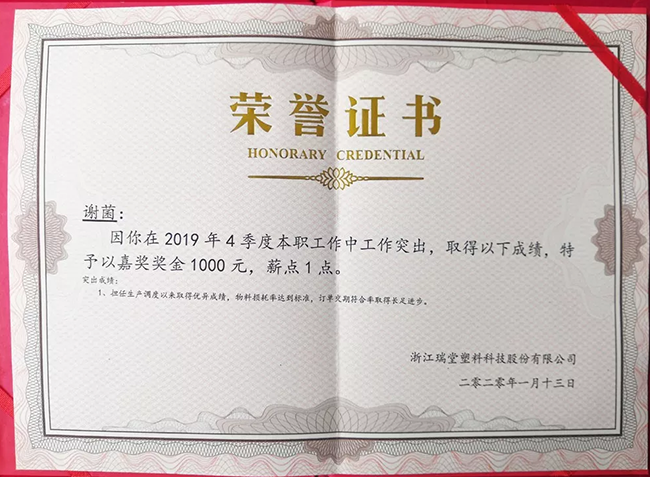 荣誉证书
HONORARY CREDENTIAL
谢菌：
因你在2019年4季度本职工作中工作突出，取得以下成绩，特
予以嘉奖奖金1000元，薪点1点。
突出成绩：
1、担任生产调度以来取得优异成绩，物料损耗率达到标准，订单交期符合率取得长足进步。
浙江瑞堂塑料科技股份有限公司
二零二零年一月十三日